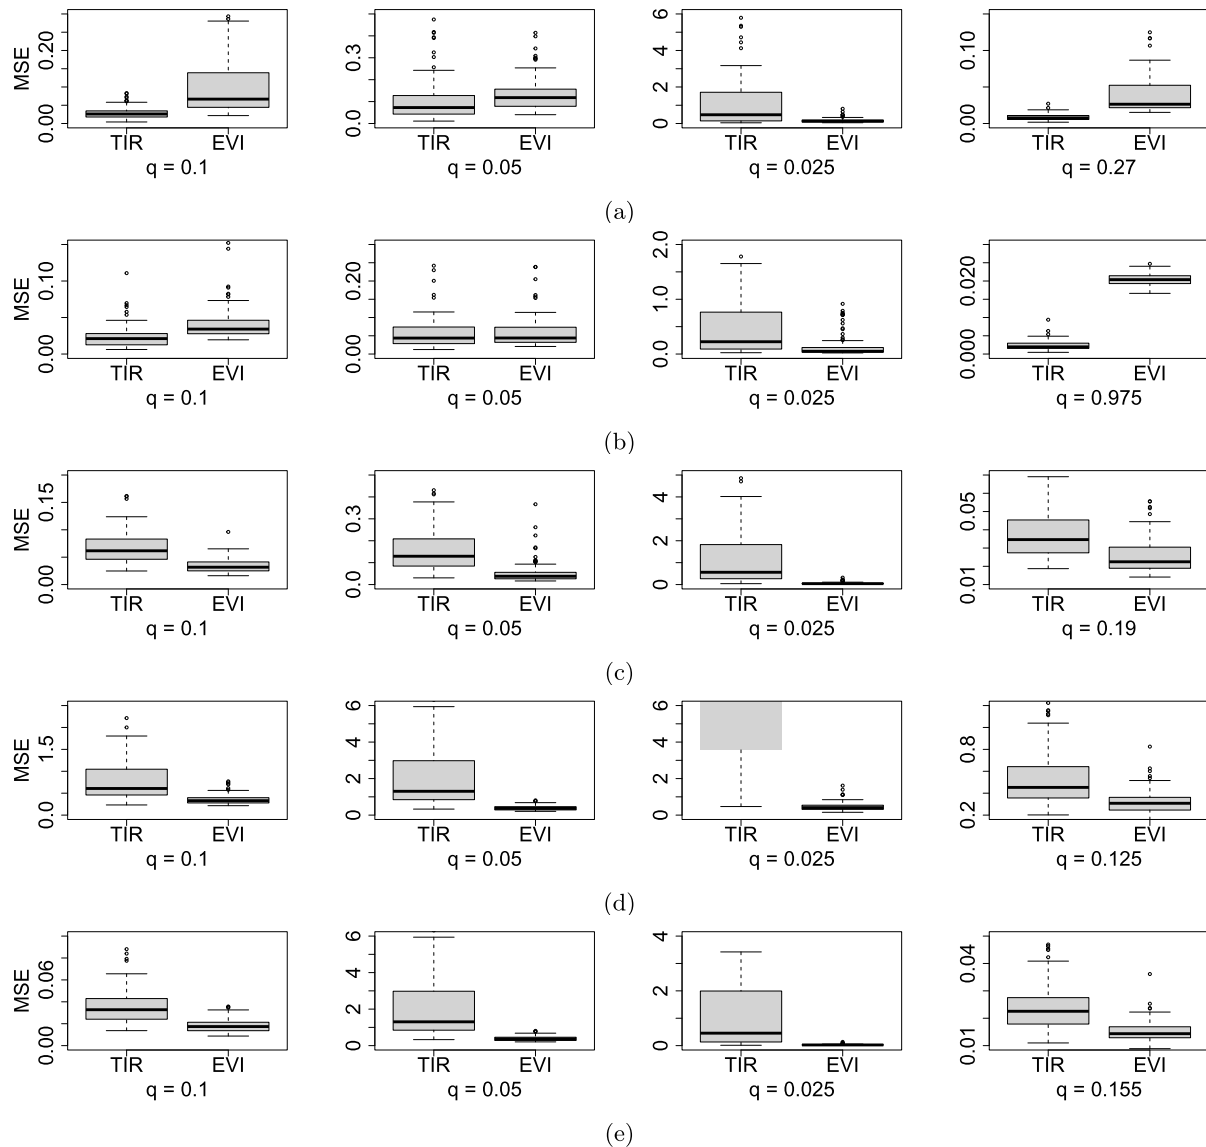 MSE 0.00 0.20 0.0 0.3 0 2 4 6 0.00 0.10
TIR EVI TIR EVI TIR EVI TIR EVI
q = 0.1 q = 0.05 q = 0.025 q = 0.27
(a)
MSE 0.00 0.10 0.00 0.20 0.0 1.0 2.0 0.000 0.020
TIR EVI TIR EVI TIR EVI TIR EVI
q = 0.1 q = 0.05 q = 0.025 q = 0.975
(b)
MSE 0.00 0.15 0.0 0.3 0 2 4 0.01 0.05
TIR EVI TIR EVI TIR EVI TIR EVI
q = 0.1 q = 0.05 q = 0.025 q = 0.19
(c)
MSE 0.0 1.5 0 2 4 6 0 2 4 6 0.2 0.8
TIR EVI TIR EVI TIR EVI TIR EVI
q = 0.1 q = 0.05 q = 0.025 q = 0.125
(d)
MSE 0.00 0.06 0 2 4 6 0 2 4 0.01 0.04
TIR EVI TIR EVI TIR EVI TIR EVI
q = 0.1 q = 0.05 q = 0.025 q = 0.155
(e)